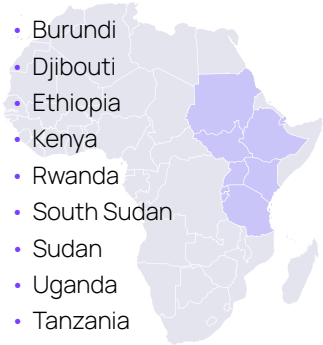 • Burundi
• Djibouti
• Ethiopia
• Kenya
• Rwanda
• South Sudan
• Sudan
• Uganda
• Tanzania